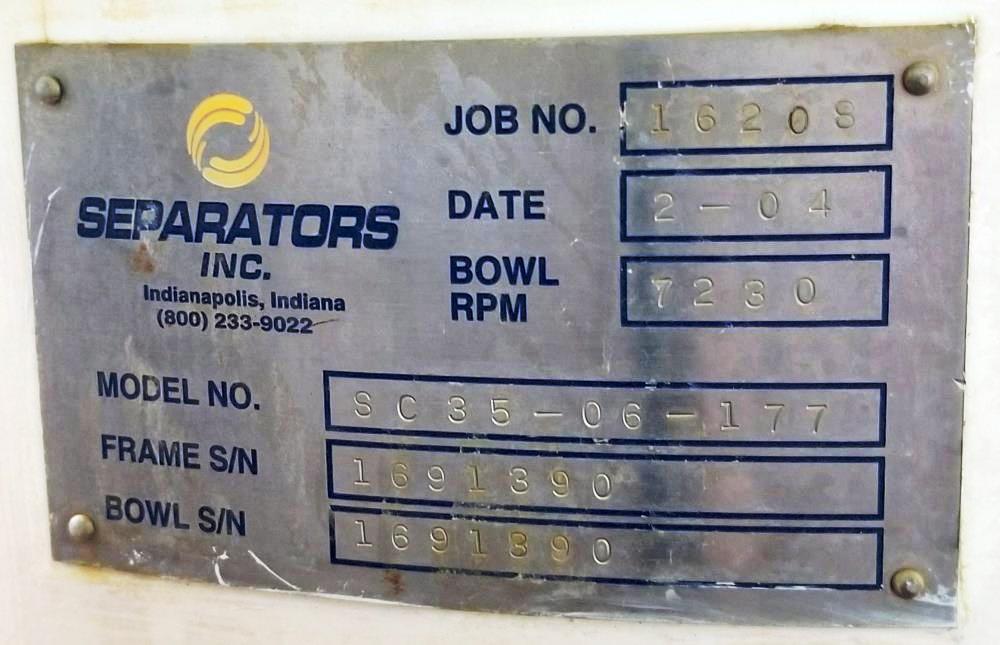 JOB NO. 16208
SEPARATORS
INC.
Indianapolis, Indiana
(800) 233-9022
DATE 2-04
BOWL
RPM 7230
MODEL NO. SC35-06-177
FRAME S/N 1691390
BOWL S/N 1691390